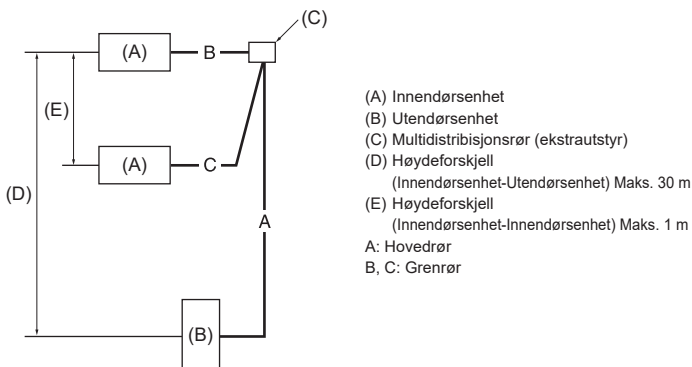 (C)
(A)
B
(E)
(A)
C
(D)
A
(B)
(A) Innendørsenhet
(B) Utendørsenhet
(C) Multidistribisjonsrør (ekstrautstyr)
(D) Høydeforskjell
(Innendørsenhet-Utendørsenhet) Maks. 30 m
(E) Høydeforskjell
(Innendørsenhet-Innendørsenhet) Maks. 1 m
A: Hovedrør
B, C: Grenrør